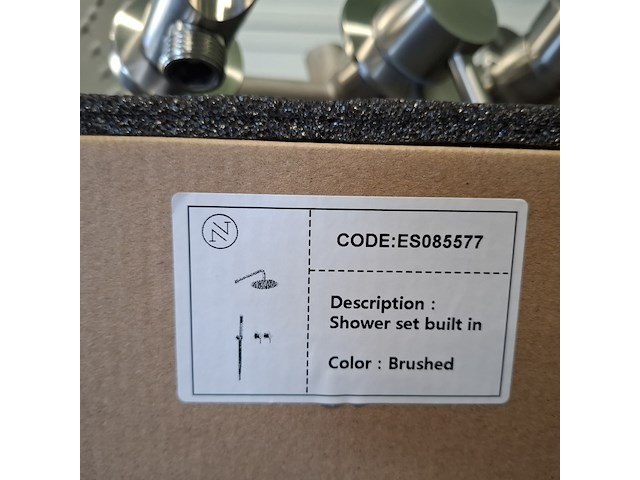 N
CODE:ES085577
Description :
Shower set built in
Color : Brushed